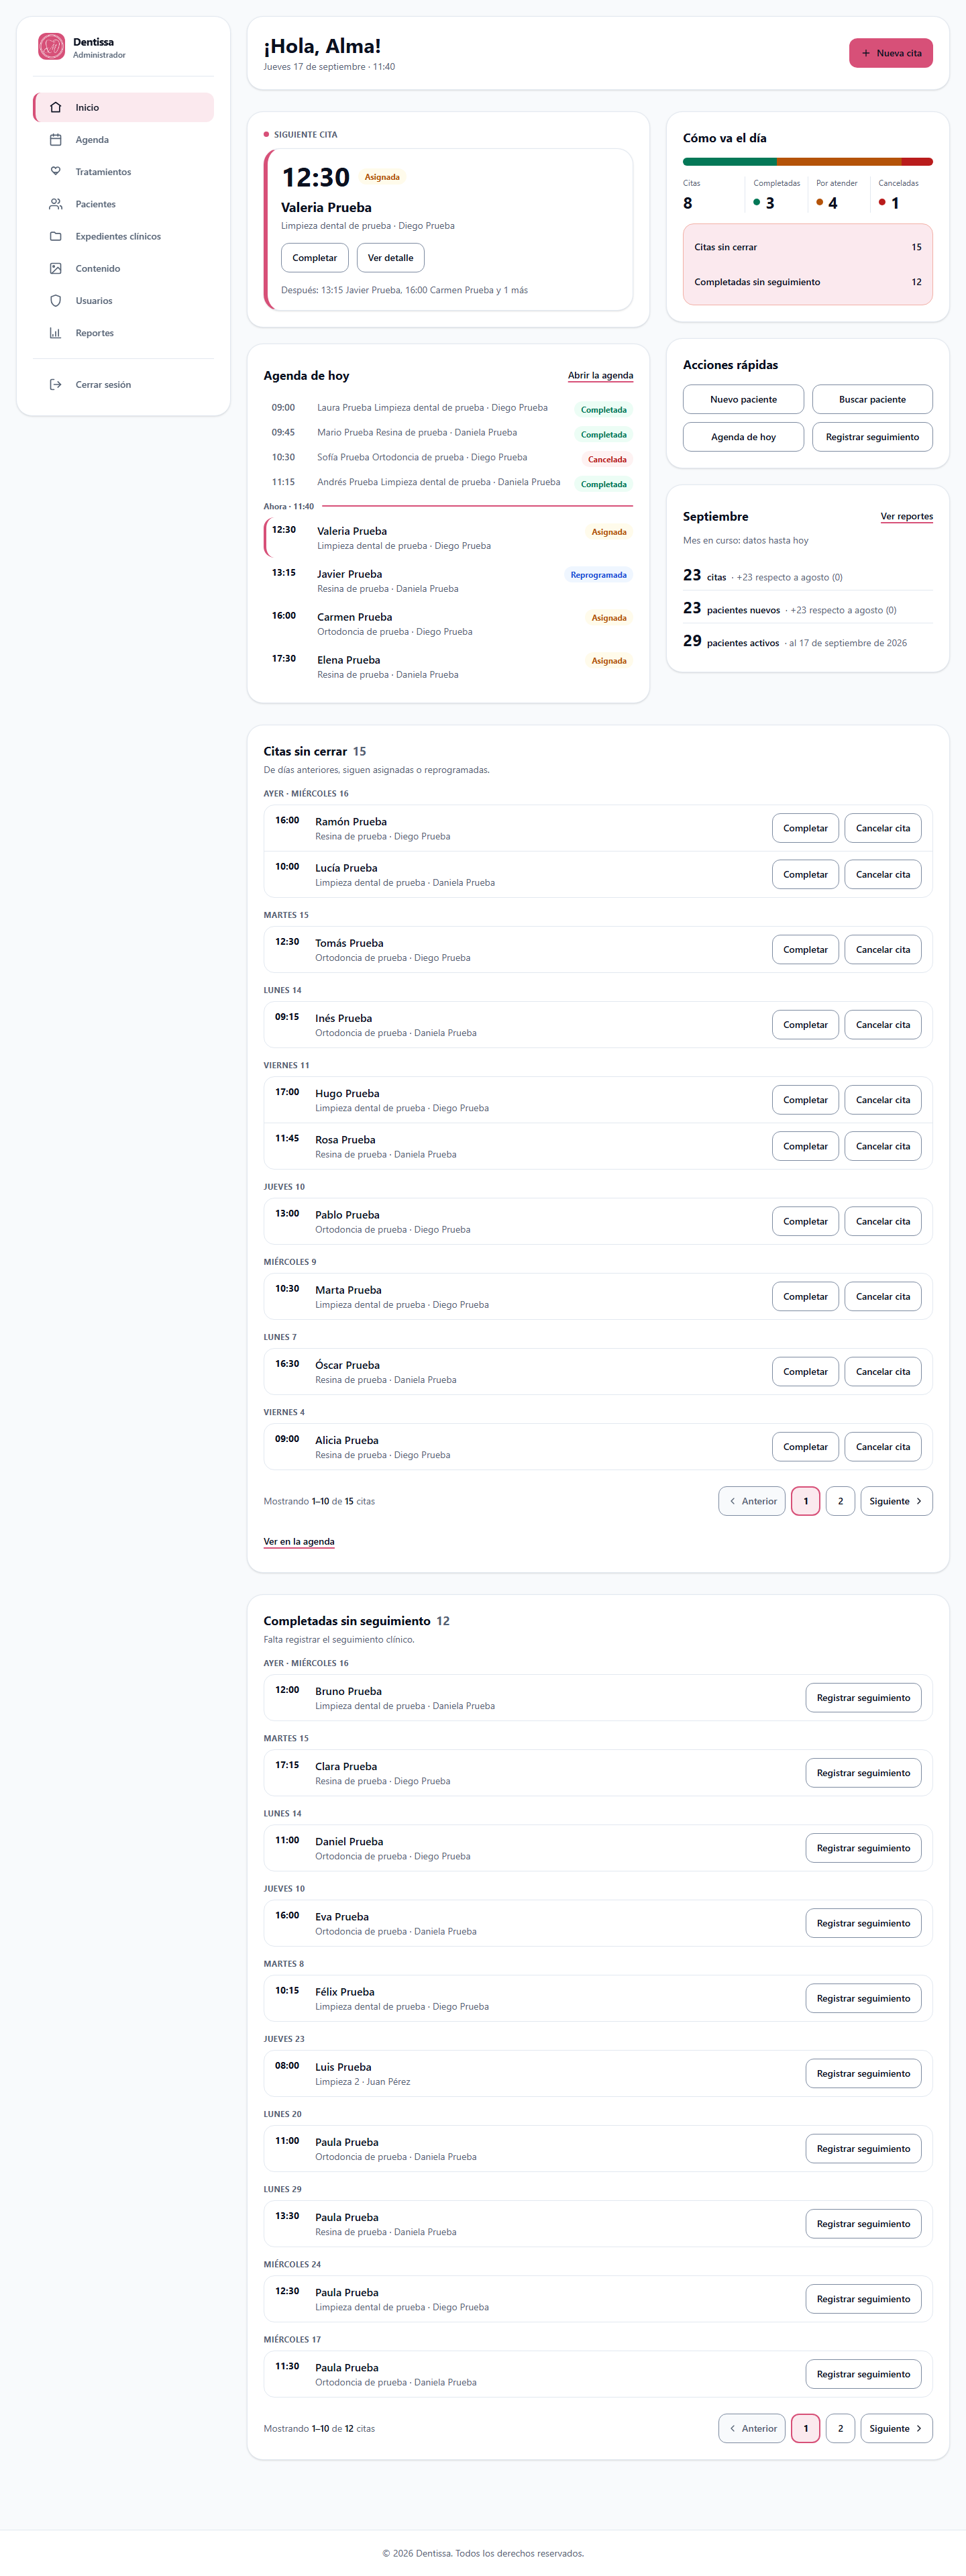 Dentissa
Administrador
Inicio
Agenda
Tratamientos
Pacientes
Expedientes clínicos
Contenido
Usuarios
Reportes
Cerrar sesión
¡Hola, Alma!
Jueves 17 de septiembre · 11:40
Nueva cita
SIGUIENTE CITA
12:30 Asignada
Valeria Prueba
Limpieza dental de prueba · Diego Prueba
Completar Ver detalle
Después: 13:15 Javier Prueba, 16:00 Carmen Prueba y 1 más
Cómo va el día
Citas Completadas Por atender Canceladas
8 3 4 1
Citas sin cerrar 15
Completadas sin seguimiento 12
Agenda de hoy Abrir la agenda
09:00 Laura Prueba Limpieza dental de prueba · Diego Prueba Completada
09:45 Mario Prueba Resina de prueba · Daniela Prueba Completada
10:30 Sofía Prueba Ortodoncia de prueba · Diego Prueba Cancelada
11:15 Andrés Prueba Limpieza dental de prueba · Daniela Prueba Completada
Ahora · 11:40
12:30 Valeria Prueba Asignada
Limpieza dental de prueba · Diego Prueba
13:15 Javier Prueba Reprogramada
Resina de prueba · Daniela Prueba
16:00 Carmen Prueba Asignada
Ortodoncia de prueba · Diego Prueba
17:30 Elena Prueba Asignada
Resina de prueba · Daniela Prueba
Acciones rápidas
Nuevo paciente Buscar paciente
Agenda de hoy Registrar seguimiento
Septiembre Ver reportes
Mes en curso: datos hasta hoy
23 citas · +23 respecto a agosto (0)
23 pacientes nuevos · +23 respecto a agosto (0)
29 pacientes activos · al 17 de septiembre de 2026
Citas sin cerrar 15
De días anteriores, siguen asignadas o reprogramadas.
AYER · MIÉRCOLES 16
16:00 Ramón Prueba Completar Cancelar cita
Resina de prueba · Diego Prueba
10:00 Lucía Prueba Completar Cancelar cita
Limpieza dental de prueba · Daniela Prueba
MARTES 15
12:30 Tomás Prueba Completar Cancelar cita
Ortodoncia de prueba · Diego Prueba
LUNES 14
09:15 Inés Prueba Completar Cancelar cita
Ortodoncia de prueba · Daniela Prueba
VIERNES 11
17:00 Hugo Prueba Completar Cancelar cita
Limpieza dental de prueba · Diego Prueba
11:45 Rosa Prueba Completar Cancelar cita
Resina de prueba · Daniela Prueba
JUEVES 10
13:00 Pablo Prueba Completar Cancelar cita
Ortodoncia de prueba · Diego Prueba
MIÉRCOLES 9
10:30 Marta Prueba Completar Cancelar cita
Limpieza dental de prueba · Diego Prueba
LUNES 7
16:30 Óscar Prueba Completar Cancelar cita
Resina de prueba · Daniela Prueba
VIERNES 4
09:00 Alicia Prueba Completar Cancelar cita
Resina de prueba · Diego Prueba
Mostrando 1–10 de 15 citas Anterior 1 2 Siguiente
Ver en la agenda
Completadas sin seguimiento 12
Falta registrar el seguimiento clínico.
AYER · MIÉRCOLES 16
12:00 Bruno Prueba Registrar seguimiento
Limpieza dental de prueba · Daniela Prueba
MARTES 15
17:15 Clara Prueba Registrar seguimiento
Resina de prueba · Diego Prueba
LUNES 14
11:00 Daniel Prueba Registrar seguimiento
Ortodoncia de prueba · Diego Prueba
JUEVES 10
16:00 Eva Prueba Registrar seguimiento
Ortodoncia de prueba · Daniela Prueba
MARTES 8
10:15 Félix Prueba Registrar seguimiento
Limpieza dental de prueba · Diego Prueba
JUEVES 23
08:00 Luis Prueba Registrar seguimiento
Limpieza 2 · Juan Pérez
LUNES 20
11:00 Paula Prueba Registrar seguimiento
Ortodoncia de prueba · Daniela Prueba
LUNES 29
13:30 Paula Prueba Registrar seguimiento
Resina de prueba · Daniela Prueba
MIÉRCOLES 24
12:30 Paula Prueba Registrar seguimiento
Limpieza dental de prueba · Diego Prueba
MIÉRCOLES 17
11:30 Paula Prueba Registrar seguimiento
Ortodoncia de prueba · Daniela Prueba
Mostrando 1–10 de 12 citas Anterior 1 2 Siguiente
© 2026 Dentissa. Todos los derechos reservados.